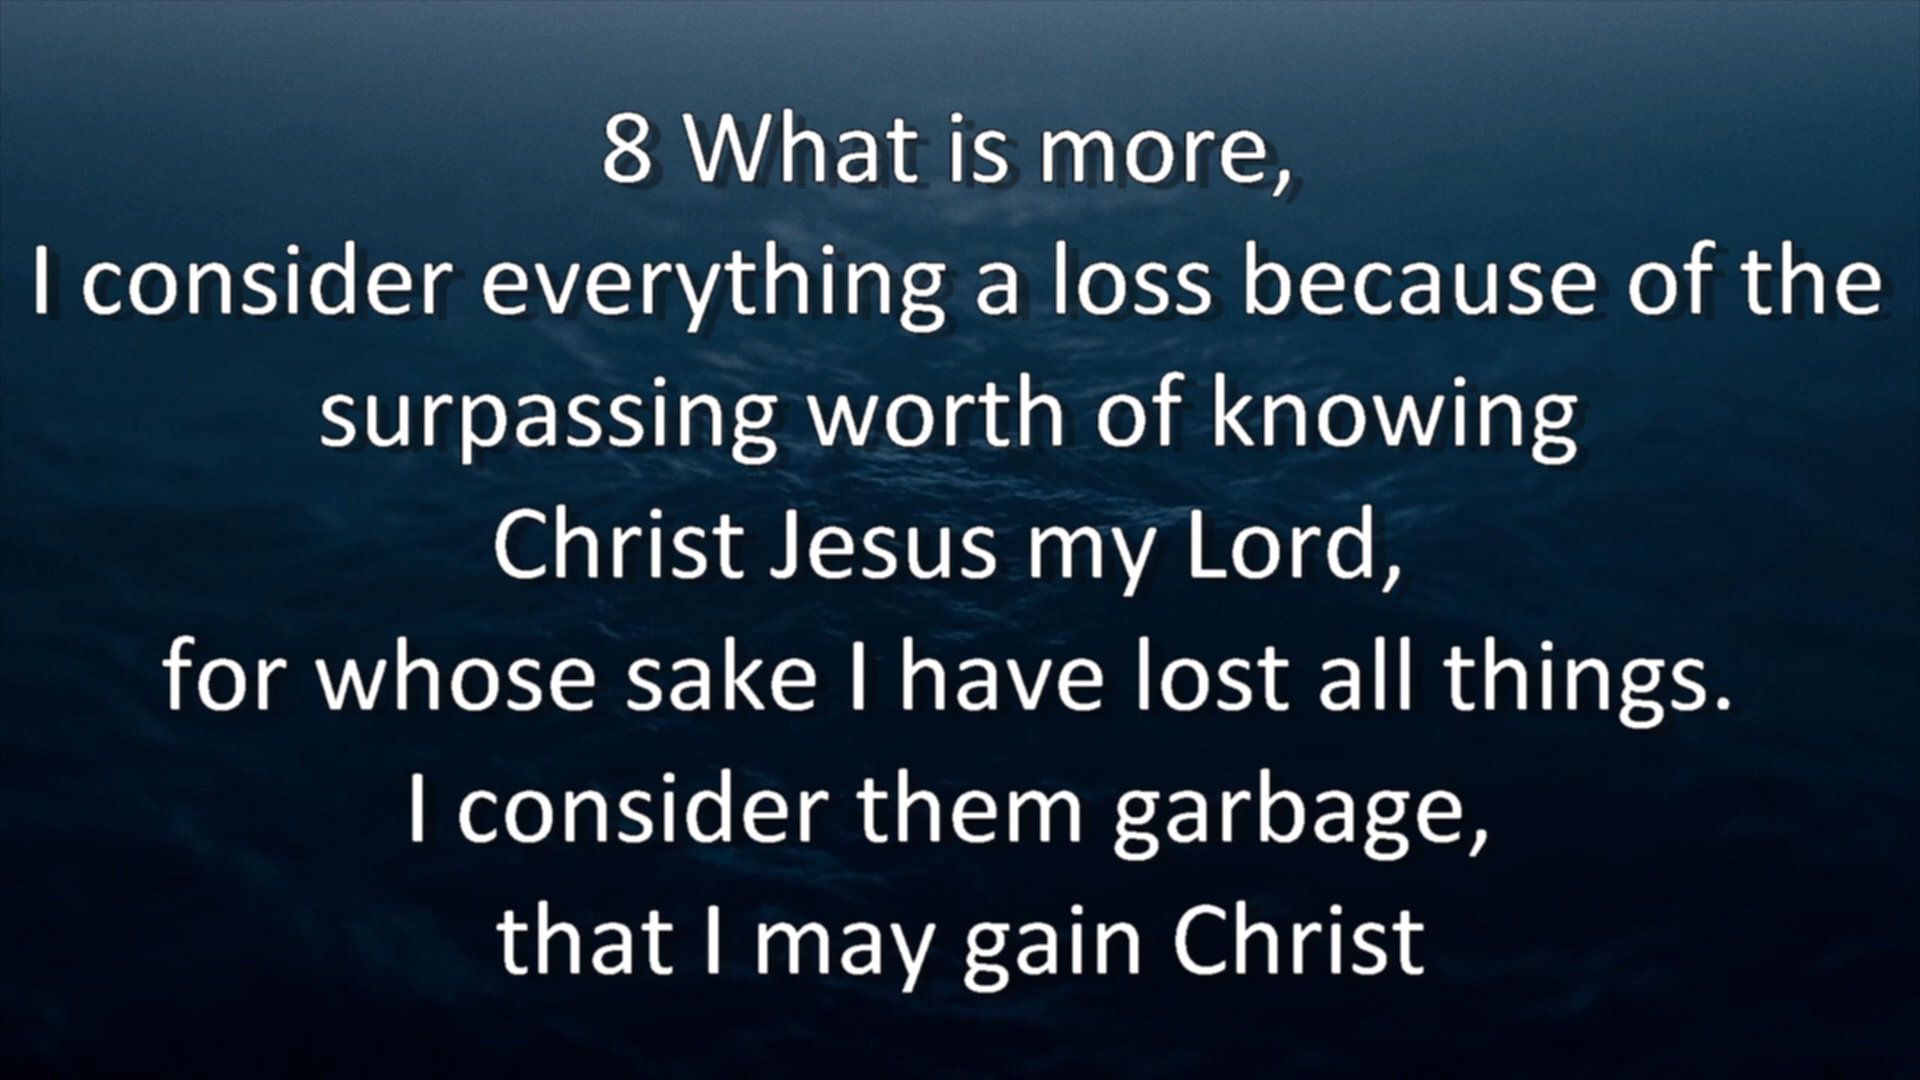 8 What is more,
I consider everything a loss because of the
surpassing worth of knowing
Christ Jesus my Lord,
for whose sake I have lost all things.
I consider them garbage,
that I may gain Christ